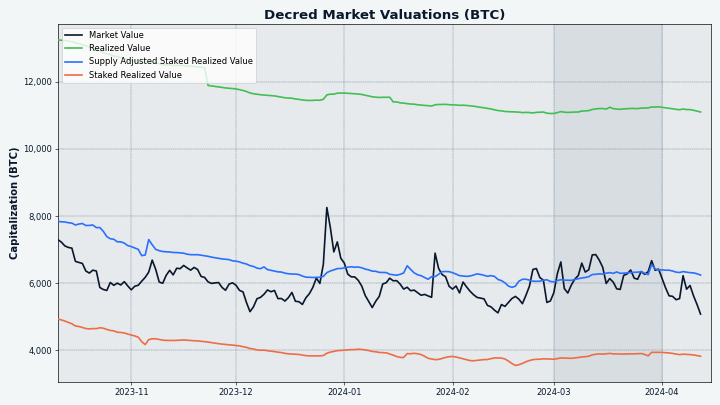 Decred Market Valuations (BTC)
Market Value
Realized Value
Supply Adjusted Staked Realized Value
Staked Realized Value
Capitalization (BTC)
12,000
10,000
8,000
6,000
4,000
2023-11
2023-12
2024-01
2024-02
2024-03
2024-04